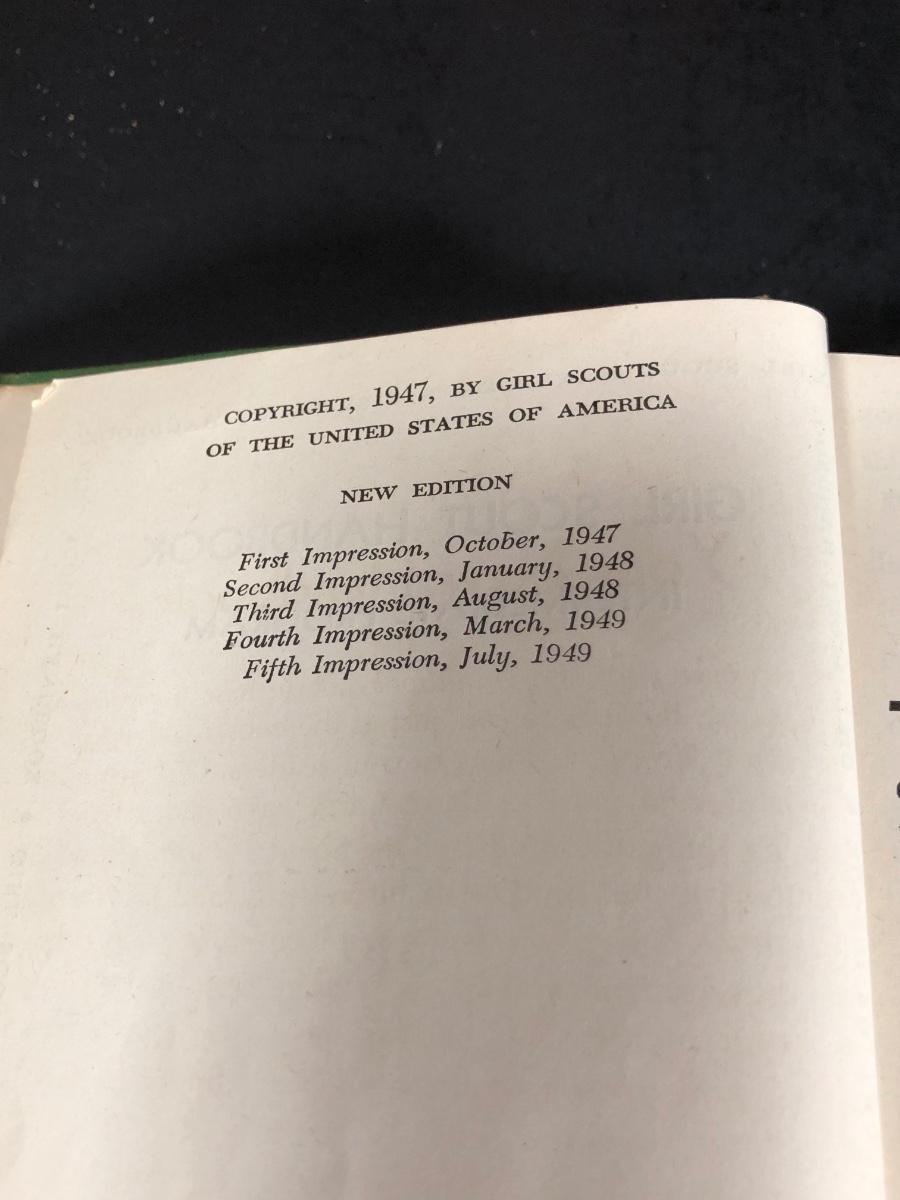 COPYRIGHT, 1947, BY GIRL SCOUTS
OF THE UNITED STATES OF AMERICA
NEW EDITION
First Impression, October, 1947
Second Impression, January, 1948
Third Impression, August, 1948
Fourth Impression, March, 1949
Fifth Impression, July, 1949